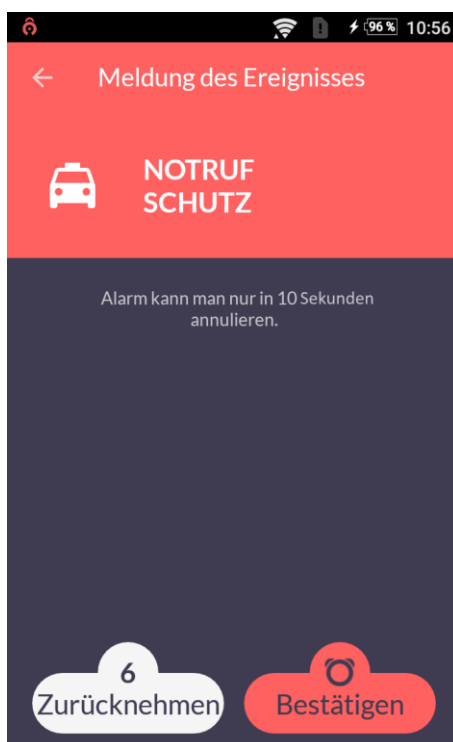 96 % 10:56
Meldung des Ereignisses
NOTRUF
SCHUTZ
Alarm kann man nur in 10 Sekunden
annulieren.
6
Zurücknehmen
Bestätigen